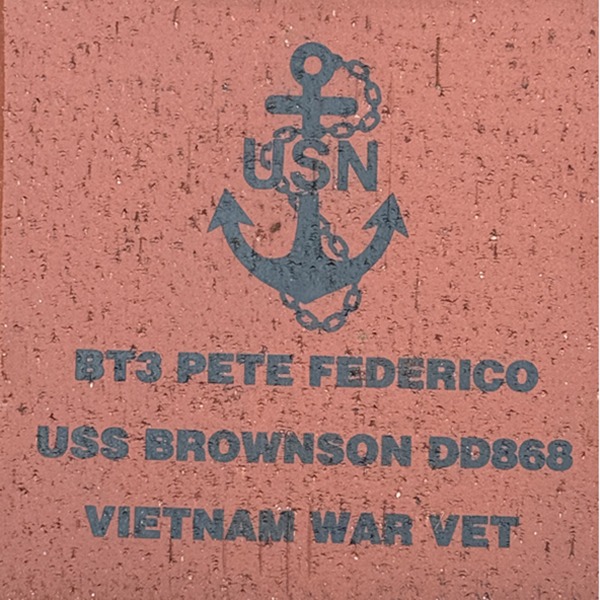 USN
BT3 PETE FEDERICO
USS BROWNSON DD868
VIETNAM WAR VET